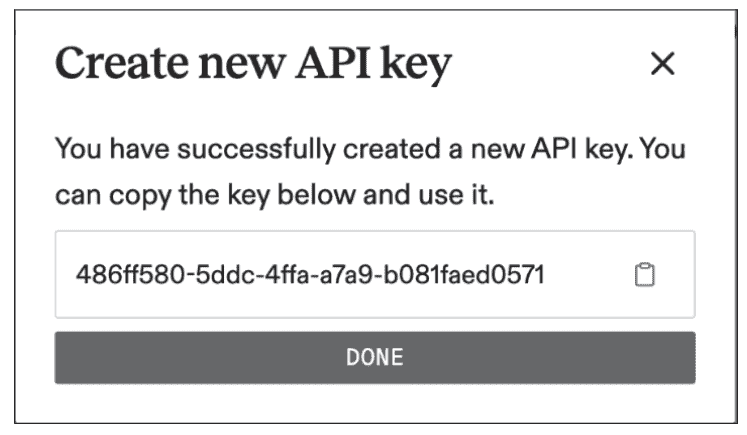 Create new API key
You have successfully created a new API key. You
can copy the key below and use it.
486ff580-5ddc-4ffa-a7a9-b081faed0571
DONE